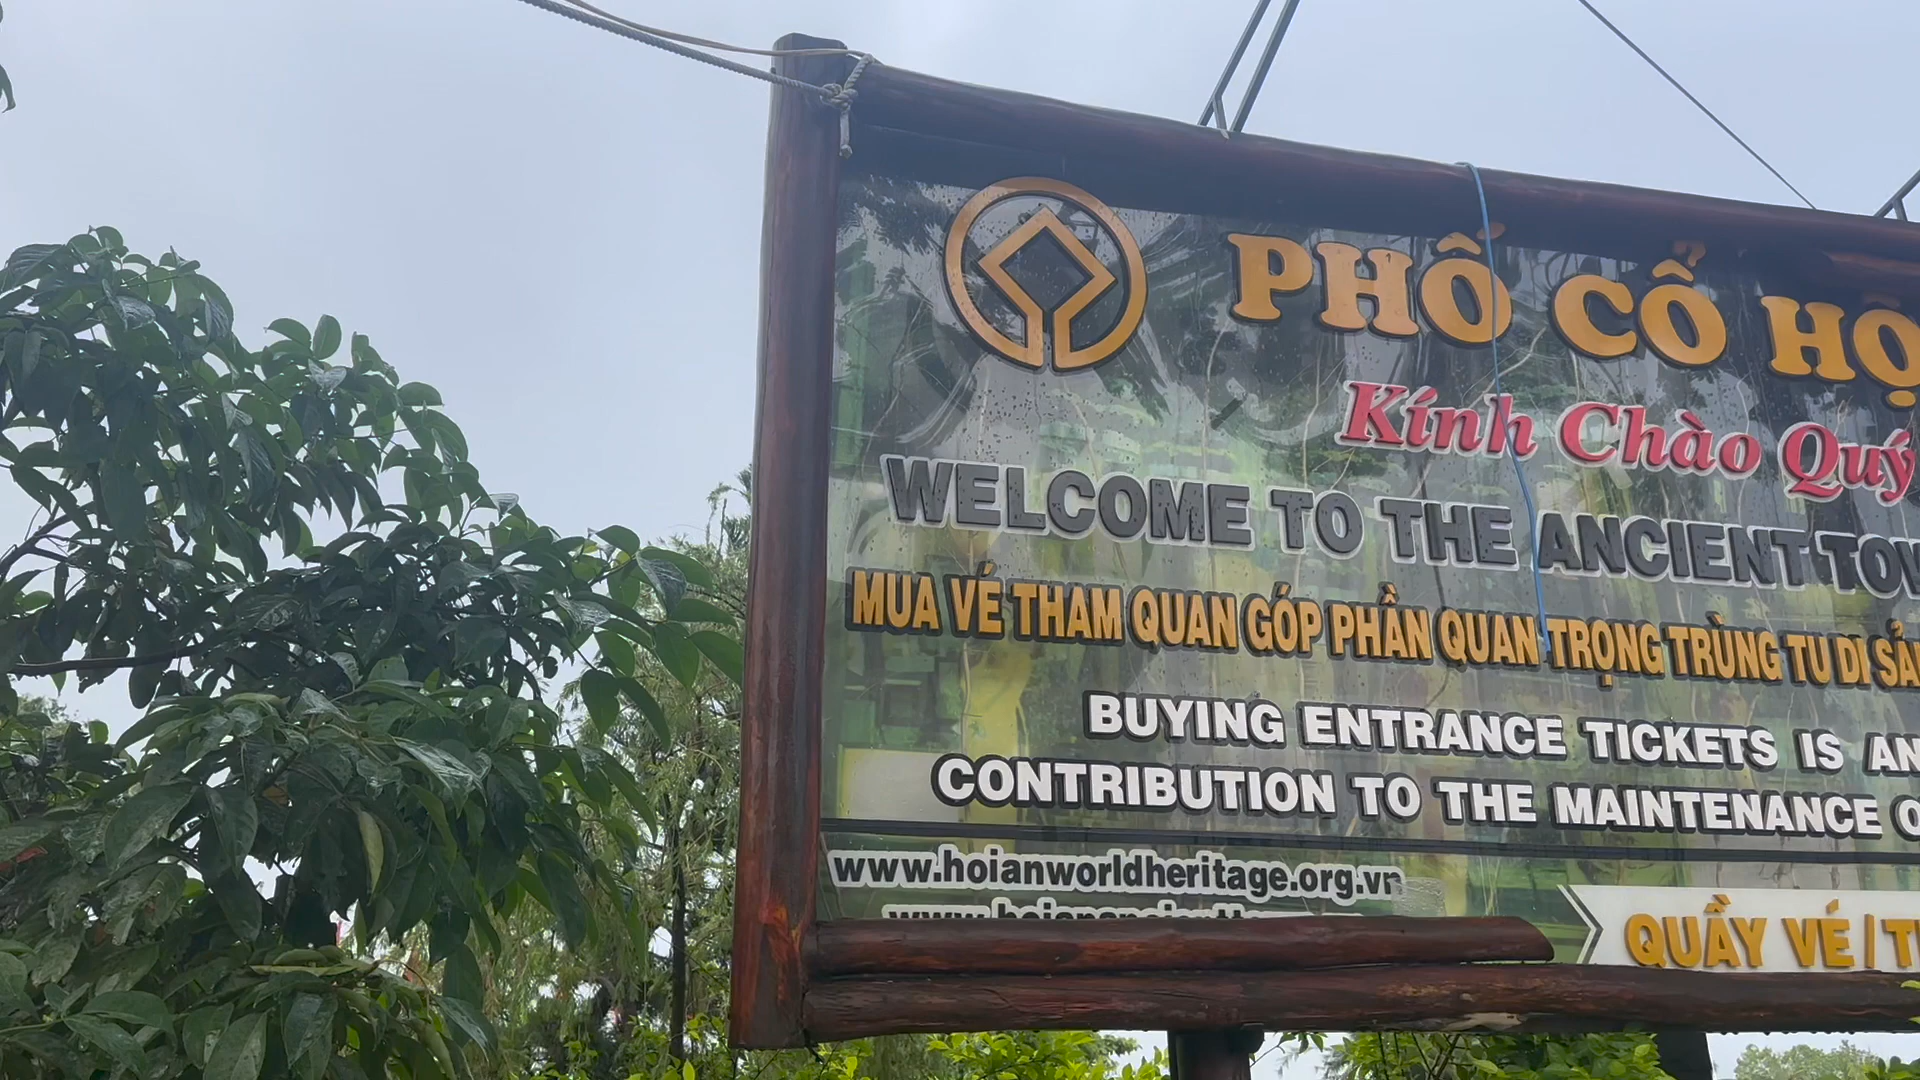 PHỐ CỔ HỘ
Kính Chào Quý
WELCOME TO THE ANCIENT TOW
MUA VÉ THAM QUAN GÓP PHẦN QUAN TRỌNG TRÙNG TU DI SẢ
BUYING ENTRANCE TICKETS IS AN
CONTRIBUTION TO THE MAINTENANCE O
www.hoianworldheritage.org.vn
QUẦY VÉ | T